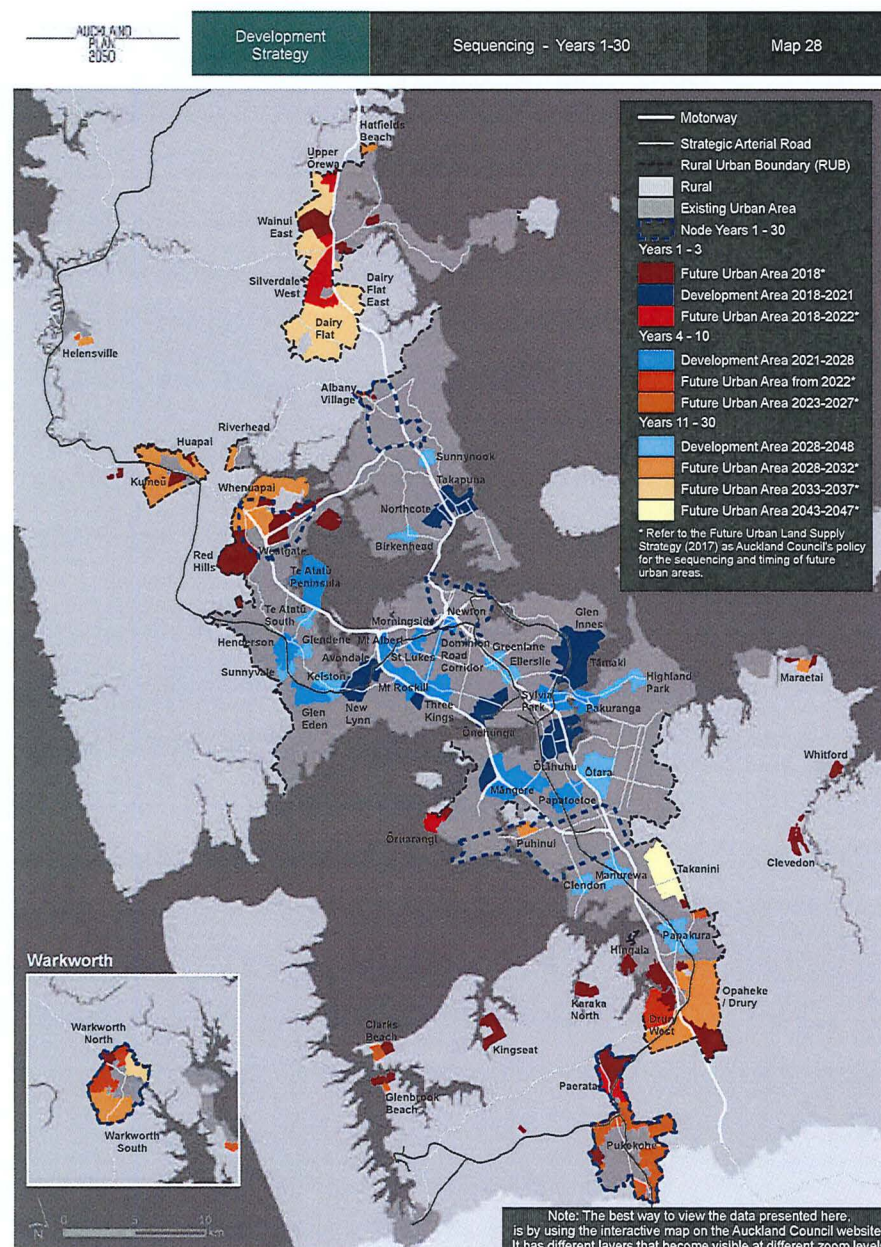 AUCKLAND
PLAN
2050
Development
Strategy
Sequencing - Years 1-30
Map 28
Motorway
Strategic Arterial Road
Rural Urban Boundary (RUB)
Rural
Existing Urban Area
Node Years 1 - 30
Years 1 - 3
Future Urban Area 2018*
Development Area 2018-2021
Future Urban Area 2018-2022*
Years 4 - 10
Development Area 2021-2028
Future Urban Area from 2022*
Future Urban Area 2023-2027*
Years 11 - 30
Development Area 2028-2048
Future Urban Area 2028-2032*
Future Urban Area 2033-2037*
Future Urban Area 2043-2047*
* Refer to the Future Urban Land Supply
Strategy (2017) as Auckland Council's policy
for the sequencing and timing of future
urban areas.
Hatfields
Beach
Upper
Ōrewa
Wainui
East
Silverdale
West
Dairy
Flat
East
Dairy
Flat
Helensville
Albany
Village
Riverhead
Huapai
Kumeū
Whenuapai
Sunnynook
Takapuna
Northcote
Birkenhead
Westgate
Red
Hills
Te Atatū
Peninsula
Te Atatū
South
Morningside
Newton
Glen
Innes
Henderson
Glendene
Mt Albert
Dominion
Road
Corridor
Greenlane
Avondale
St Lukes
Ellerslie
Tāmaki
Highland
Park
Sunnyvale
Kelston
Mt Roskill
Sylvia
Park
Pakuranga
Glen
Eden
New
Lynn
Three
Kings
Onehunga
Maraetai
Whitford
Ōtāhuhu
Ōtara
Māngere
Papatoetoe
Puhinui
Clevedon
Takanini
Manurewa
Clendon
Papakura
Hingaia
Opaheke
/ Drury
Karaka
North
Drury
West
Kingseat
Clarks
Beach
Glenbrook
Beach
Paerata
Pukekohe
Warkworth
Warkworth
North
Warkworth
South
N
0 5 10
km
Note: The best way to view the data presented here,
is by using the interactive map on the Auckland Council website
It has different layers that become visible at different zoom levels